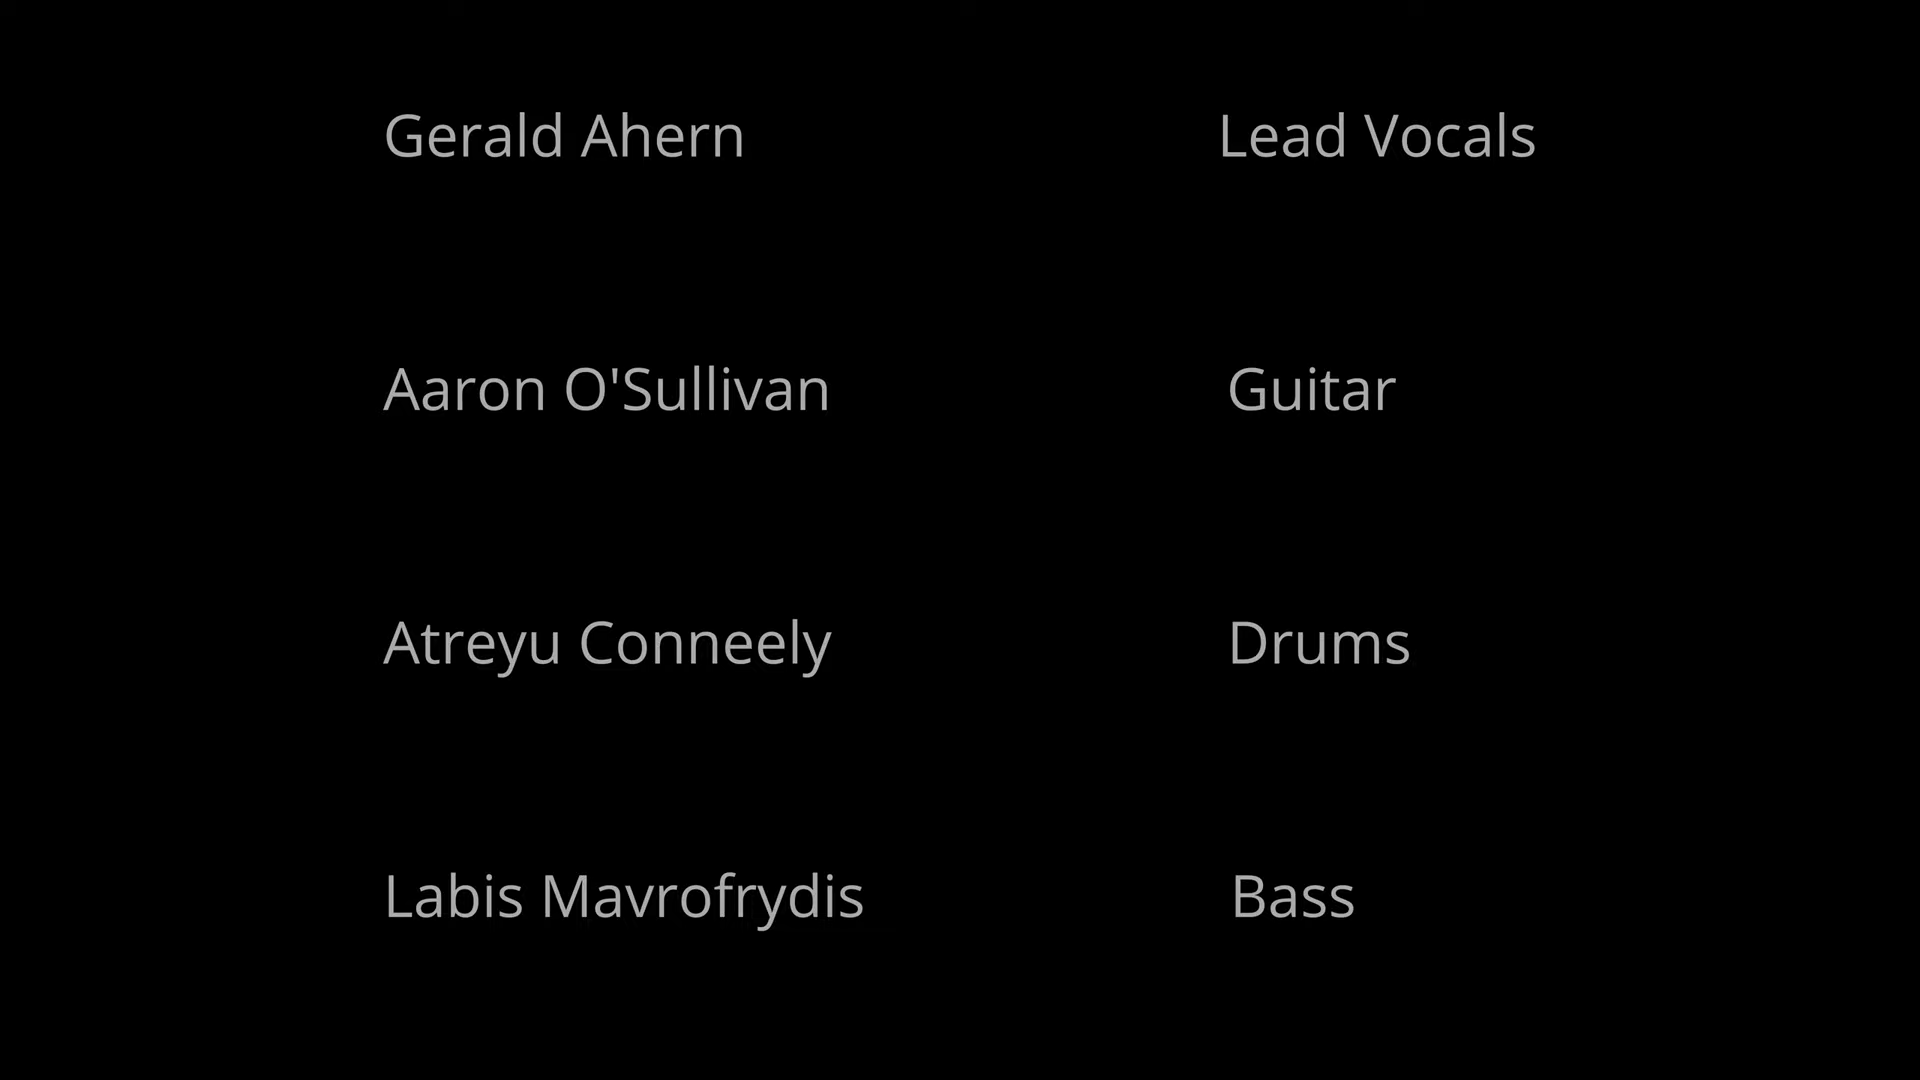 Gerald Ahern Lead Vocals
Aaron O'Sullivan Guitar
Atreyu Conneely Drums
Labis Mavrofrydis Bass